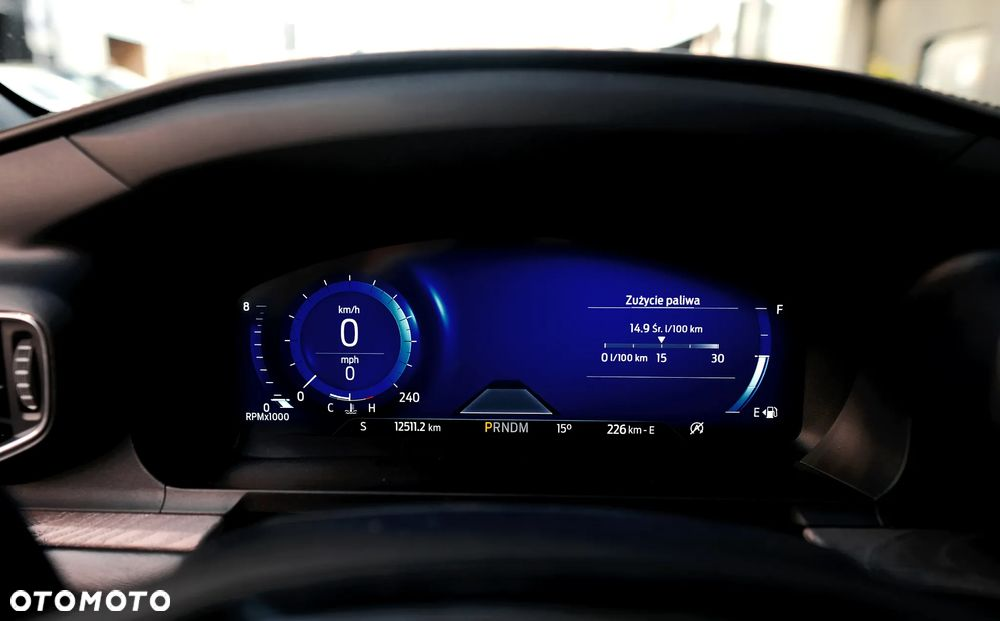 8
km/h
0
mph
0
0
240
C
H
0
RPMx1000
Zużycie paliwa
14.9 Śr. l/100 km
0 l/100 km 15 30
F
E
S 12511.2 km PRNDM 15º 226 km - E
OTOMOTO